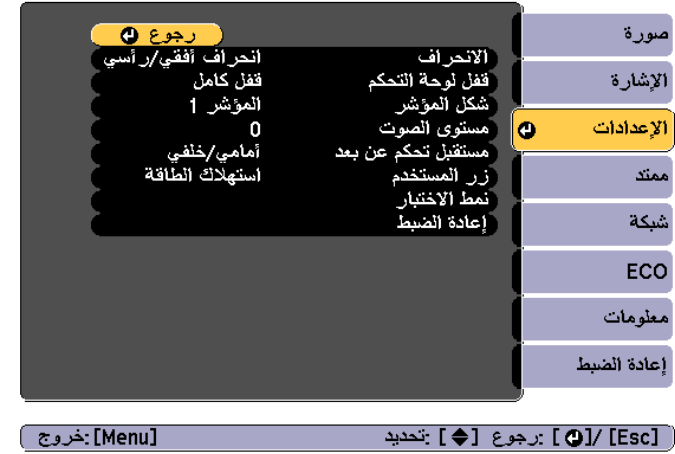 رجوع
الانحراف انحراف أفقي/رأسي
قفل لوحة التحكم قفل كامل
شكل المؤشر المؤشر 1
مستوى الصوت 0
مستقبل تحكم عن بعد أمامي/خلفي
زر المستخدم استهلاك الطاقة
نمط الاختبار
إعادة الضبط
صورة
الإشارة
الإعدادات
ممتد
شبكة
ECO
معلومات
إعادة الضبط
[Esc] /[ ] :رجوع [ ] :تحديد [Menu] :خروج